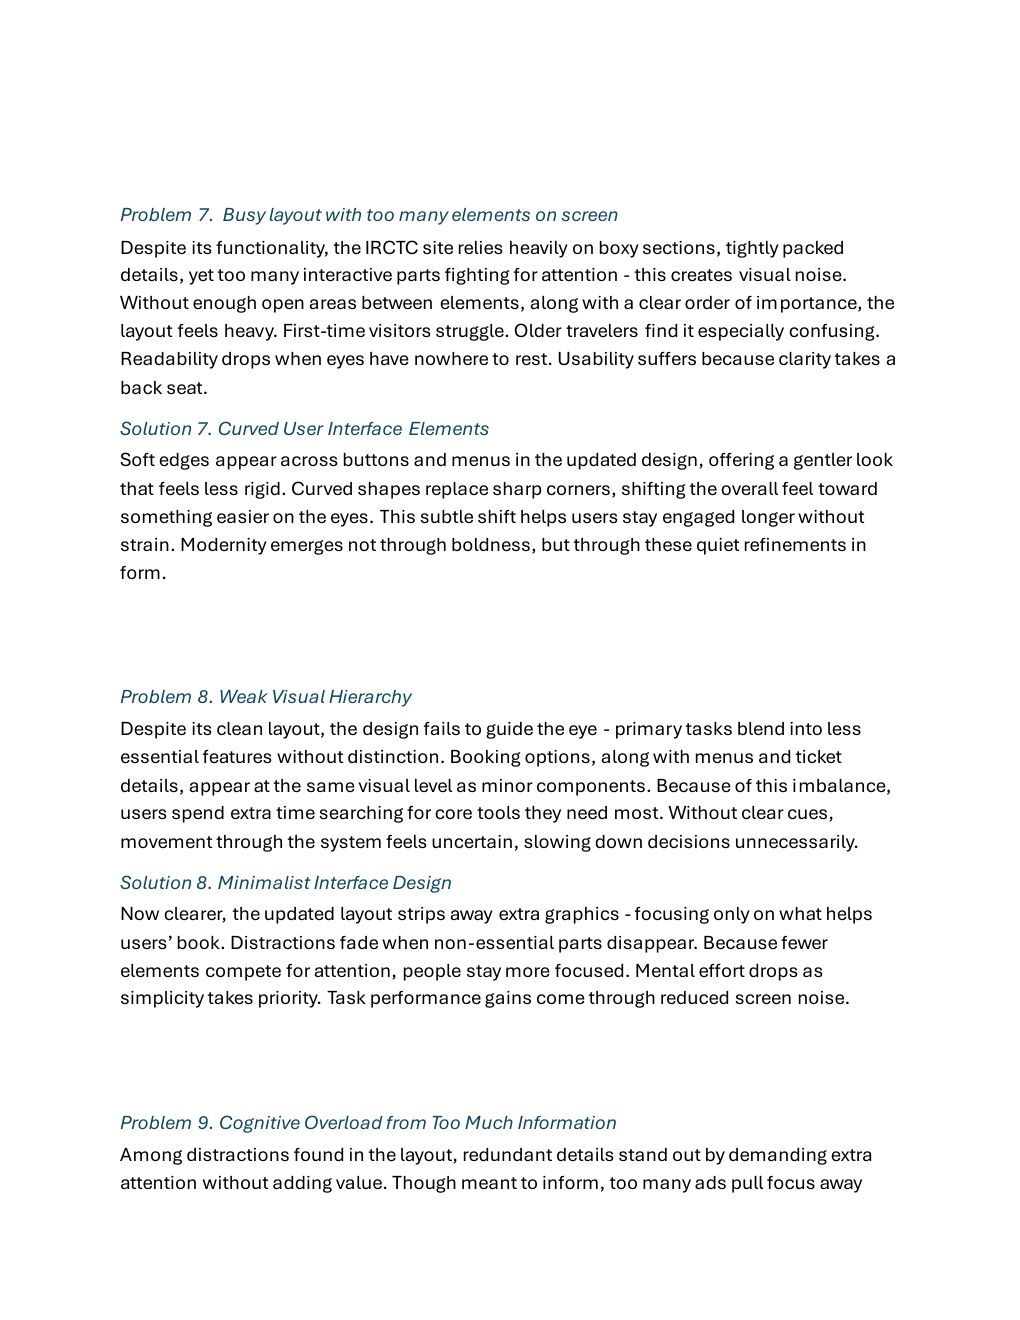 Problem 7.  Busy layout with too many elements on screen
Despite its functionality, the IRCTC site relies heavily on boxy sections, tightly packed
details, yet too many interactive parts fighting for attention - this creates visual noise.
Without enough open areas between elements, along with a clear order of importance, the
layout feels heavy. First-time visitors struggle. Older travelers find it especially confusing.
Readability drops when eyes have nowhere to rest. Usability suffers because clarity takes a
back seat.
Solution 7. Curved User Interface Elements
Soft edges appear across buttons and menus in the updated design, offering a gentler look
that feels less rigid. Curved shapes replace sharp corners, shifting the overall feel toward
something easier on the eyes. This subtle shift helps users stay engaged longer without
strain. Modernity emerges not through boldness, but through these quiet refinements in
form.
Problem 8. Weak Visual Hierarchy
Despite its clean layout, the design fails to guide the eye - primary tasks blend into less
essential features without distinction. Booking options, along with menus and ticket
details, appear at the same visual level as minor components. Because of this imbalance,
users spend extra time searching for core tools they need most. Without clear cues,
movement through the system feels uncertain, slowing down decisions unnecessarily.
Solution 8. Minimalist Interface Design
Now clearer, the updated layout strips away extra graphics - focusing only on what helps
users’ book. Distractions fade when non-essential parts disappear. Because fewer
elements compete for attention, people stay more focused. Mental effort drops as
simplicity takes priority. Task performance gains come through reduced screen noise.
Problem 9. Cognitive Overload from Too Much Information
Among distractions found in the layout, redundant details stand out by demanding extra
attention without adding value. Though meant to inform, too many ads pull focus away